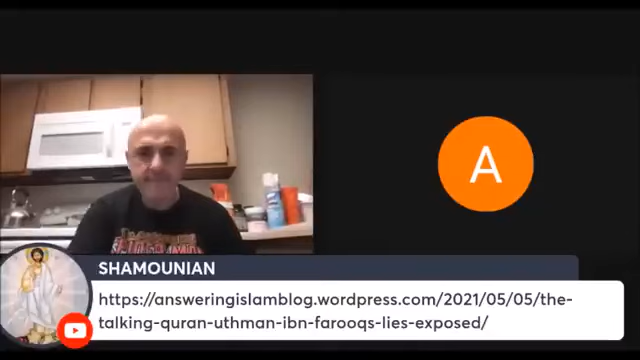 A
SHAMOUNIAN
https://answeringislamblog.wordpress.com/2021/05/05/the-
talking-quran-uthman-ibn-farooqs-lies-exposed/